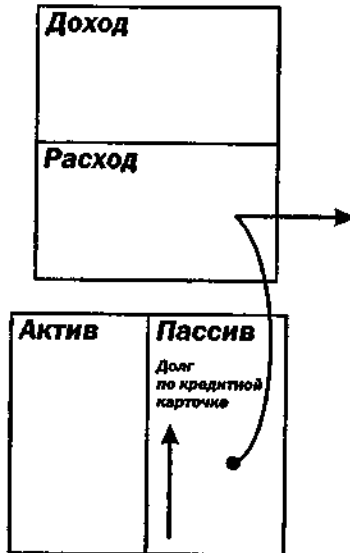 Доход
Расход
Актив
Пассив
Долг
по кредитной
карточке